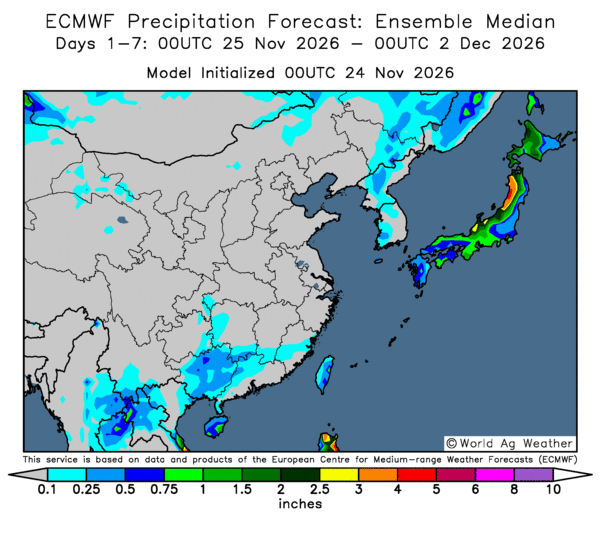 ECMWF Precipitation Forecast: Ensemble Median
Days 1-7: 00UTC 25 Nov 2026 - 00UTC 2 Dec 2026
Model Initialized 00UTC 24 Nov 2026
© World Ag Weather
This service is based on data and products of the European Centre for Medium-range Weather Forecasts (ECMWF)
0.1 0.25 0.5 0.75 1 1.5 2 2.5 3 4 5 6 8 10
inches